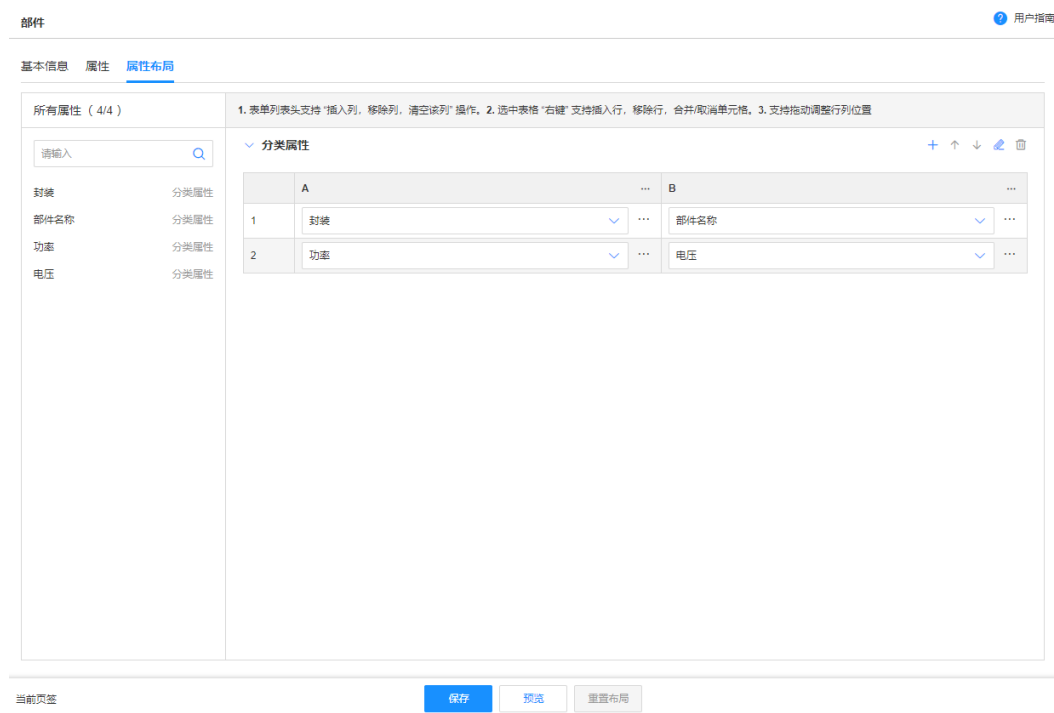 部件
用户指南
基本信息 属性 属性布局
所有属性（ 4/4 ）
1. 表单列表头支持 “插入列，移除列，清空该列” 操作。2. 选中表格 “右键” 支持插入行，移除行，合并/取消单元格。3. 支持拖动调整行列位置
请输入
分类属性
封装 分类属性
部件名称 分类属性
功率 分类属性
电压 分类属性
A ··· B ···
1 封装 ··· 部件名称 ···
2 功率 ··· 电压 ···
当前页签
保存 预览 重置布局